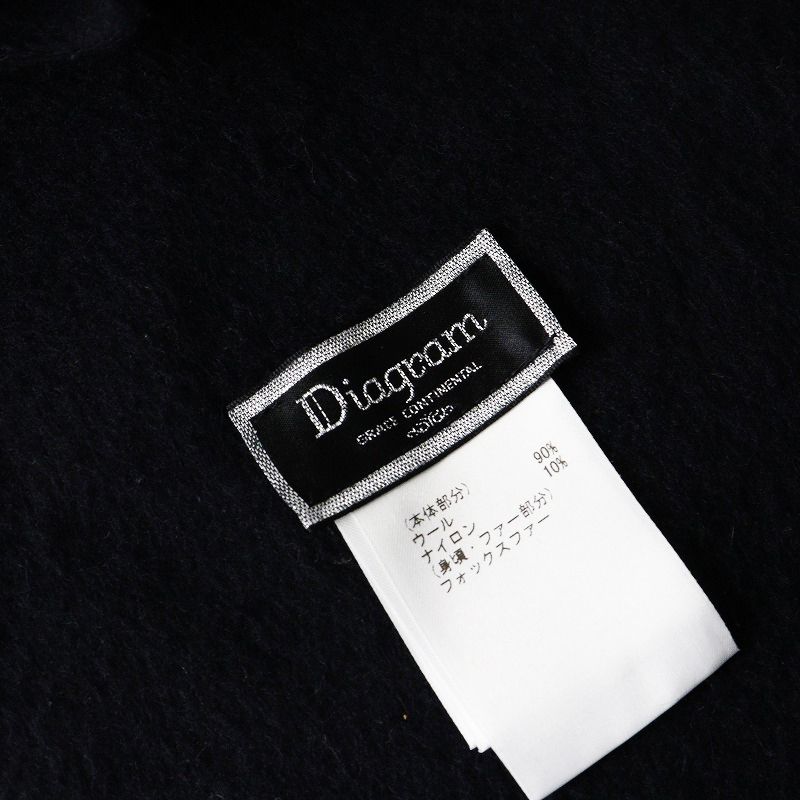 Diagram
GRACE CONTINENTAL
(本体部分)
ウール 90%
ナイロン 10%
(身頃・ファー部分)
フォックスファー